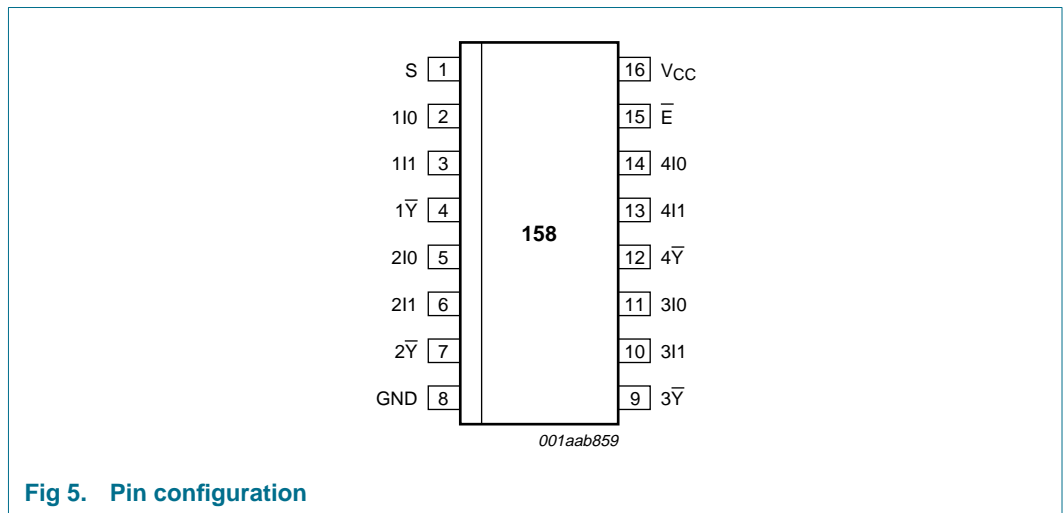 S 1 16 VCC
1I0 2 15 E̅
1I1 3 14 4I0
1Y̅ 4 13 4I1
158
2I0 5 12 4Y̅
2I1 6 11 3I0
2Y̅ 7 10 3I1
GND 8 9 3Y̅
001aab859
Fig 5. Pin configuration